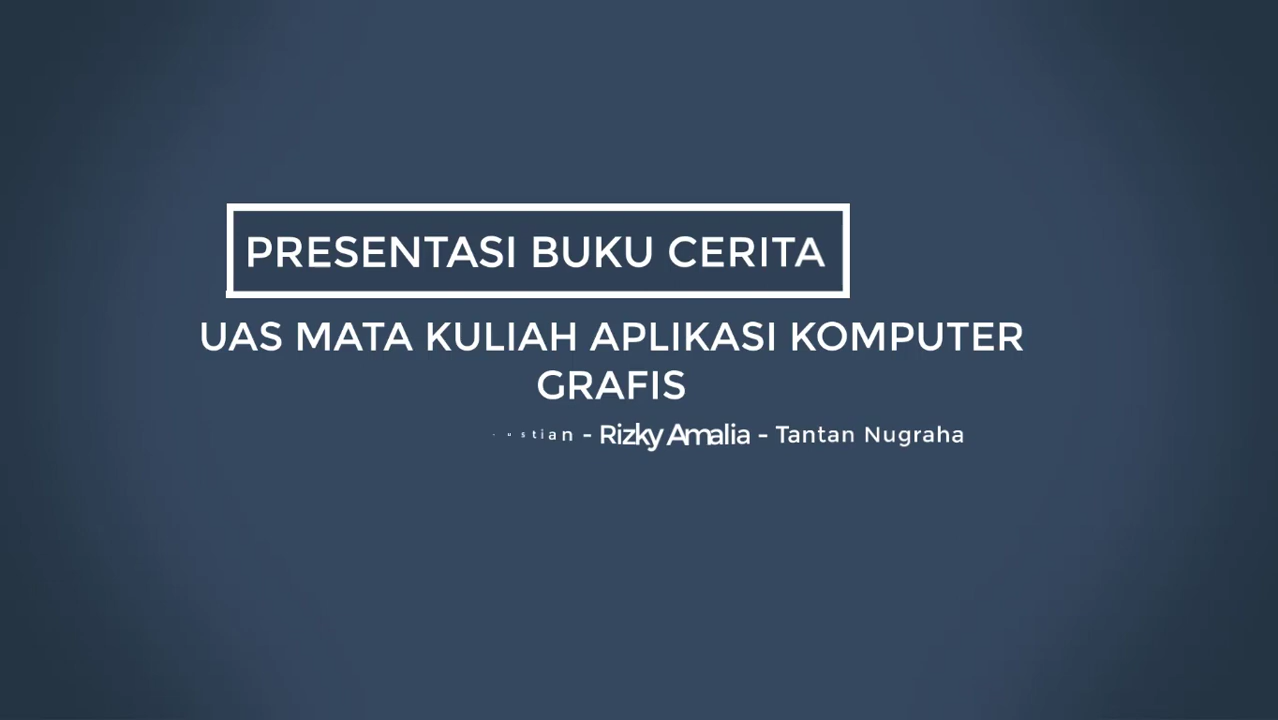 PRESENTASI BUKU CERITA
UAS MATA KULIAH APLIKASI KOMPUTER
GRAFIS
- Rizky Amalia - Tantan Nugraha